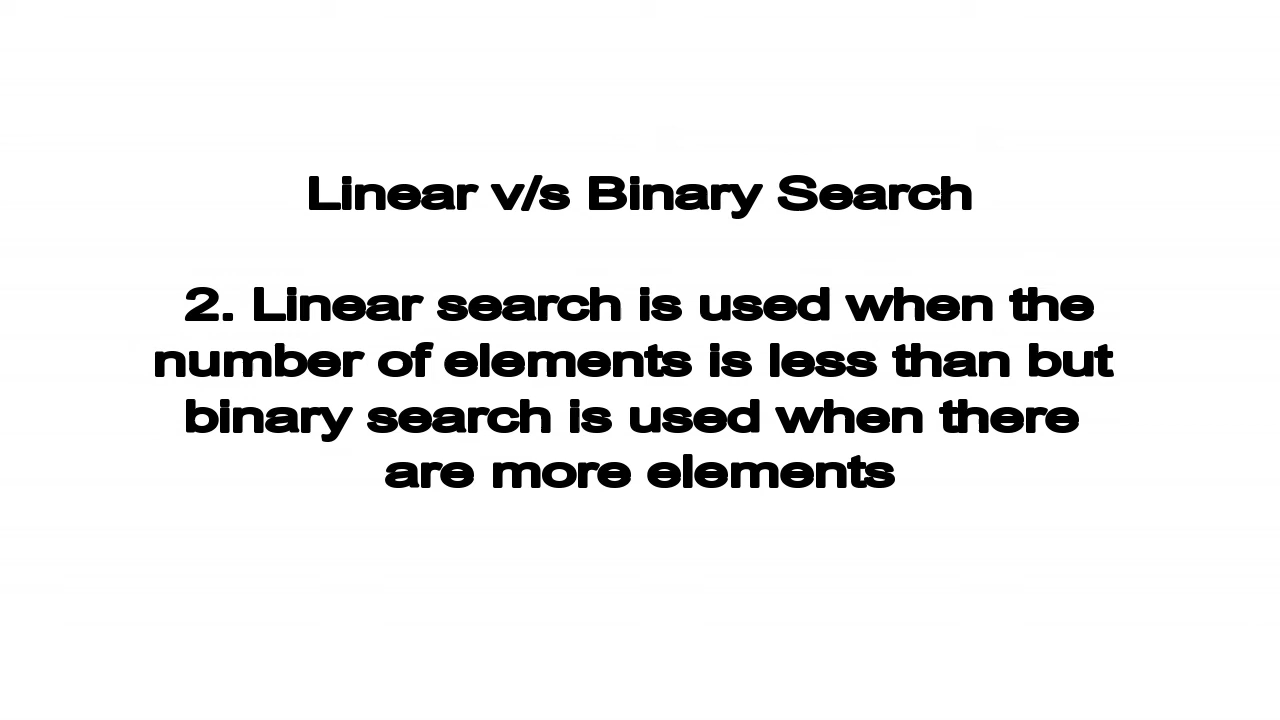 Linear v/s Binary Search
2. Linear search is used when the
number of elements is less than but
binary search is used when there
are more elements